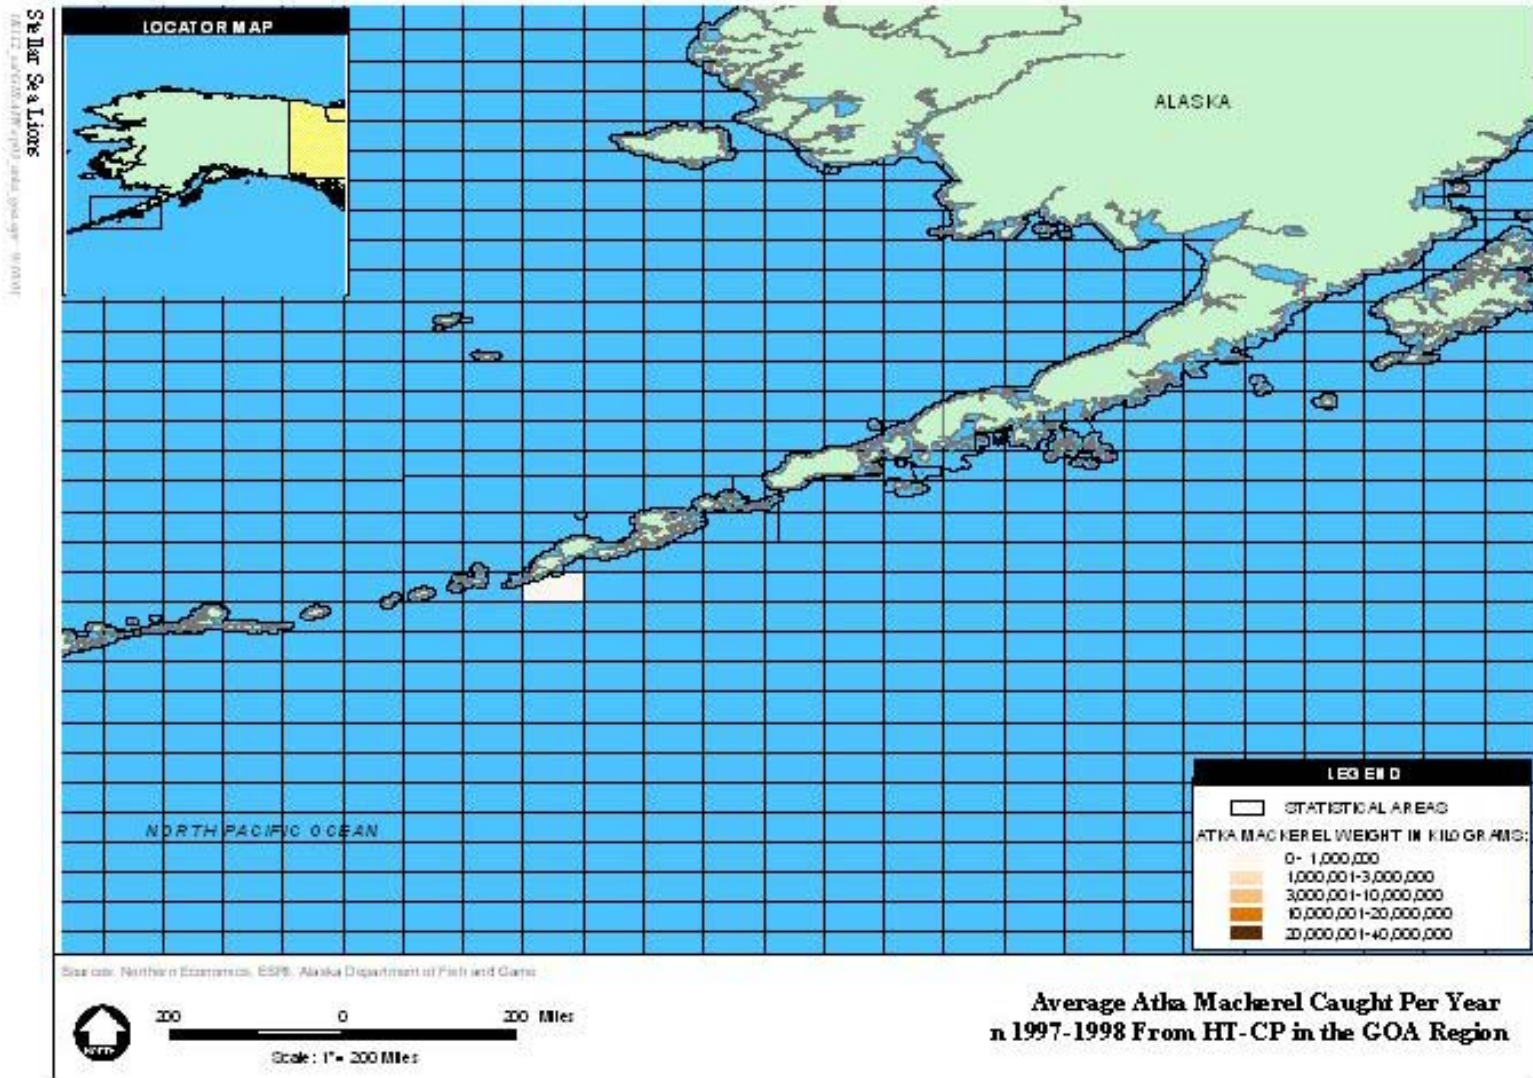 Stellar Sea Lions
LOCATOR MAP
ALASKA
NORTH PACIFIC OCEAN
LEGEND
STATISTICAL AREAS
ATKA MACKEREL WEIGHT IN KILOGRAMS:
0- 1,000,000
1,000,001-3,000,000
3,000,001-10,000,000
10,000,001-20,000,000
20,000,001-40,000,000
Source: Northern Economics, ESRI, Alaska Department of Fish and Game
200 0 200 Miles
Scale: 1"= 200 Miles
Average Atka Mackerel Caught Per Year
n 1997-1998 From HT-CP in the GOA Region